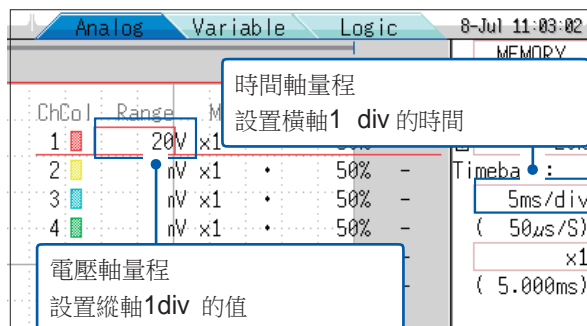 Analog Variable Logic 8-Jul 11:03:02
MEMORY
時間軸量程
設置橫軸1 div 的時間
ChCol Range
1 20V x1
2 nV x1 • 50% -
3 nV x1 • 50% -
4 nV x1 • 50% -
Timeba :
5ms/div
( 50µs/S)
x1
( 5.000ms)
電壓軸量程
設置縱軸1div 的值